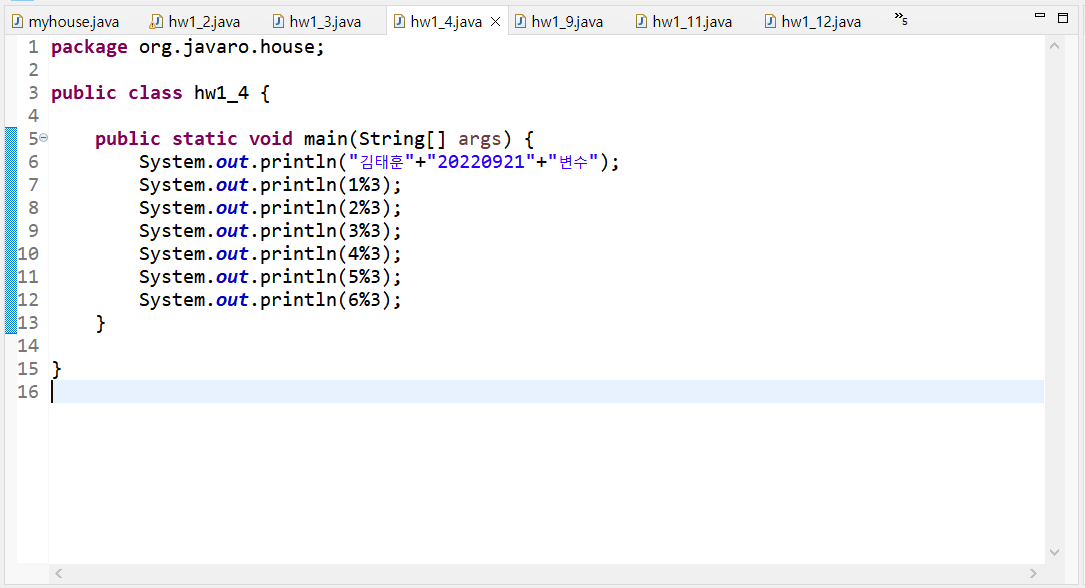 myhouse.java hw1_2.java hw1_3.java hw1_4.java hw1_9.java hw1_11.java hw1_12.java »5
1 package org.javaro.house;
2
3 public class hw1_4 {
4
5 public static void main(String[] args) {
6 System.out.println("김태훈"+"20220921"+"변수");
7 System.out.println(1%3);
8 System.out.println(2%3);
9 System.out.println(3%3);
10 System.out.println(4%3);
11 System.out.println(5%3);
12 System.out.println(6%3);
13 }
14
15 }
16